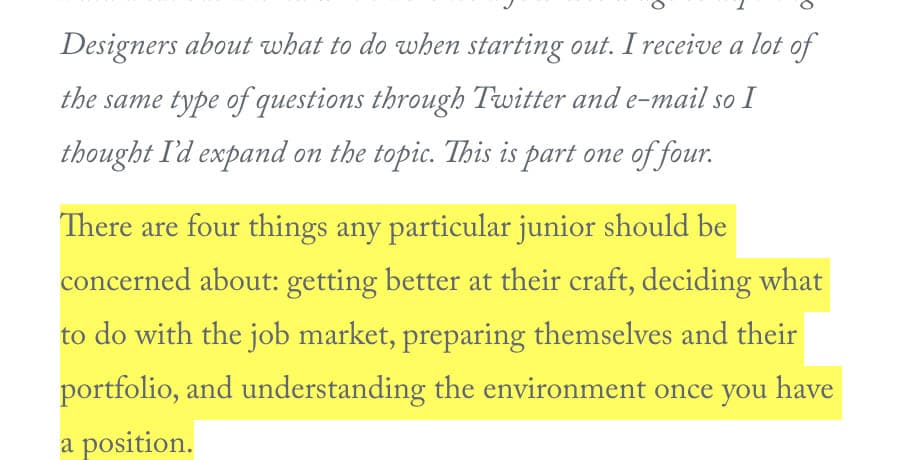 Designers about what to do when starting out. I receive a lot of
the same type of questions through Twitter and e-mail so I
thought I'd expand on the topic. This is part one of four.
There are four things any particular junior should be
concerned about: getting better at their craft, deciding what
to do with the job market, preparing themselves and their
portfolio, and understanding the environment once you have
a position.